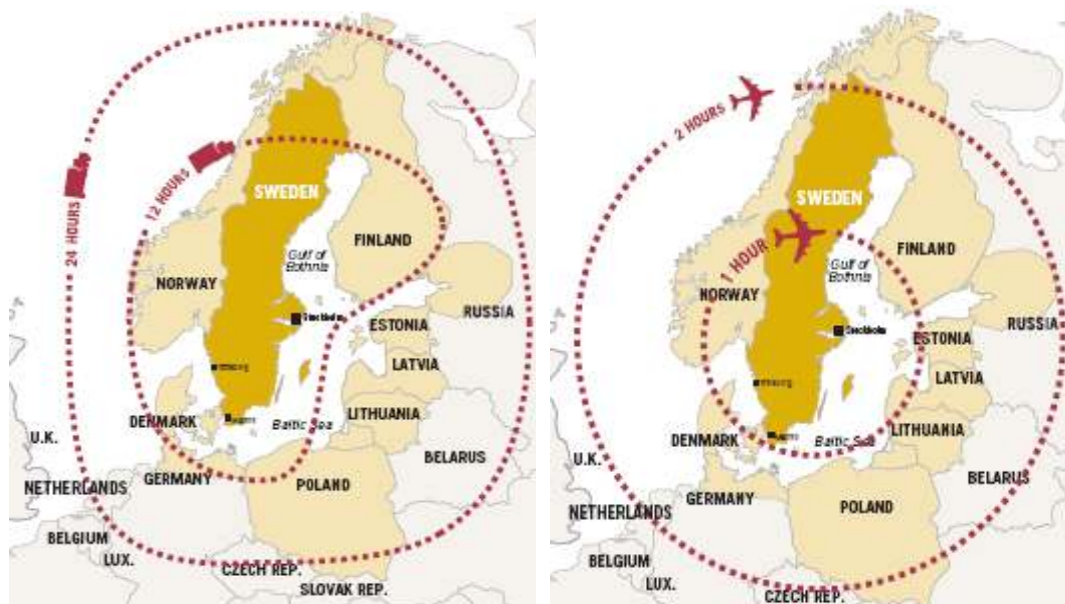 24 HOURS
12 HOURS
SWEDEN
FINLAND
Gulf of
Bothnia
NORWAY
RUSSIA
Stockholm
ESTONIA
LATVIA
LITHUANIA
DENMARK
Baltic Sea
U.K.
BELARUS
NETHERLANDS
GERMANY
POLAND
BELGIUM
LUX.
CZECH REP.
SLOVAK REP.
2 HOURS
SWEDEN
1 HOUR
FINLAND
Gulf of
Bothnia
NORWAY
RUSSIA
Stockholm
ESTONIA
LATVIA
LITHUANIA
DENMARK
Baltic Sea
U.K.
BELARUS
NETHERLANDS
GERMANY
POLAND
BELGIUM
LUX.
CZECH REP.